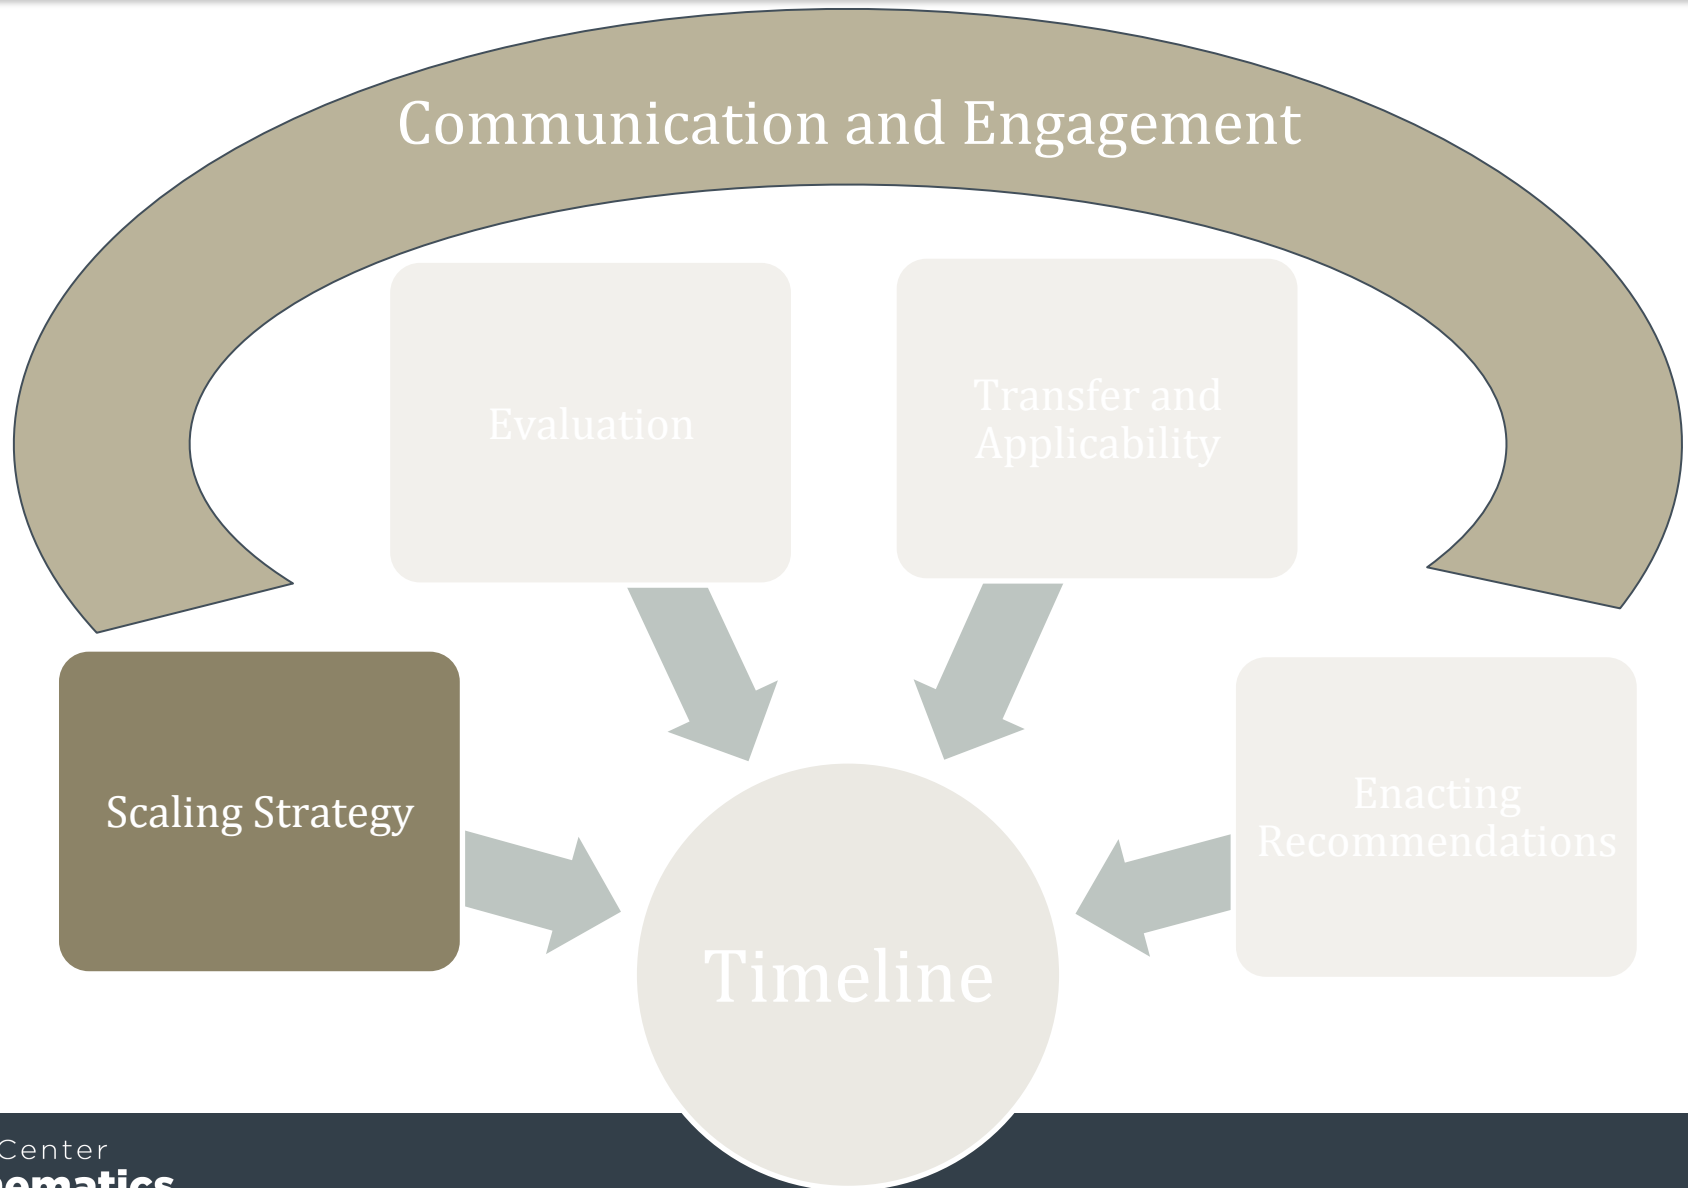 Communication and Engagement
Evaluation
Transfer and
Applicability
Scaling Strategy
Enacting
Recommendations
Timeline
Center